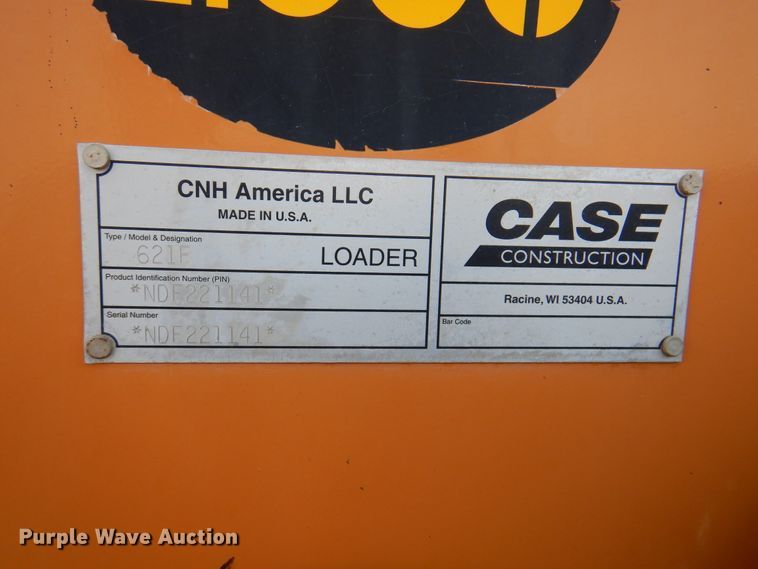 CNH America LLC
MADE IN U.S.A.
Type / Model & Designation
621F
LOADER
Product Identification Number (PIN)
*NDF221141*
Serial Number
*NDF221141*
CASE
CONSTRUCTION
Racine, WI 53404 U.S.A.
Bar Code
Purple Wave Auction